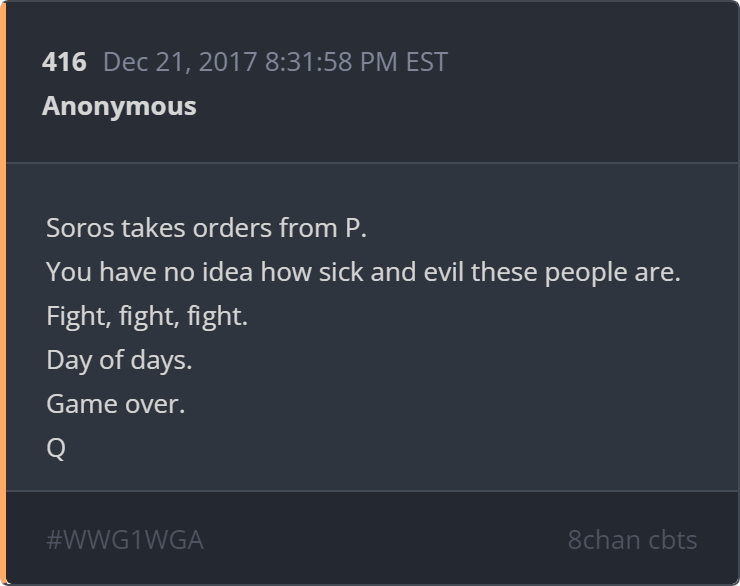 416 Dec 21, 2017 8:31:58 PM EST
Anonymous
Soros takes orders from P.
You have no idea how sick and evil these people are.
Fight, fight, fight.
Day of days.
Game over.
Q
#WWG1WGA 8chan cbts